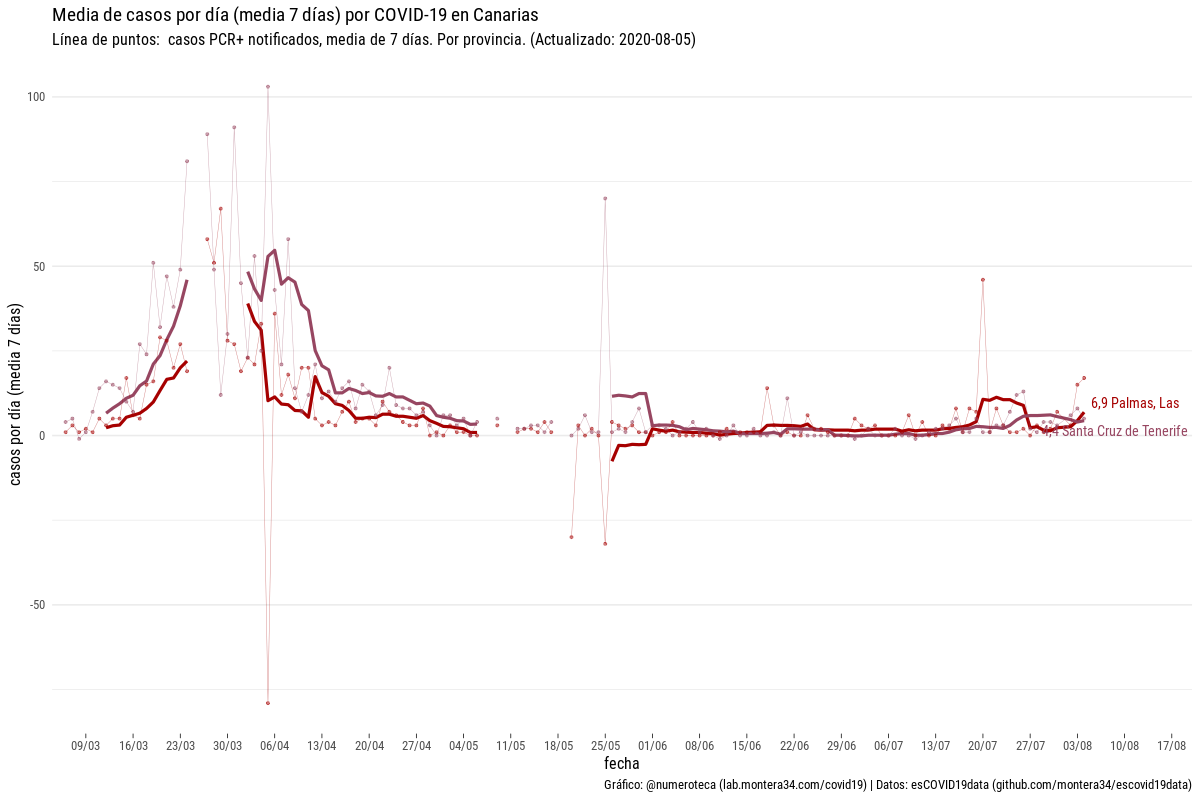 Media de casos por día (media 7 días) por COVID-19 en Canarias
Línea de puntos:  casos PCR+ notificados, media de 7 días. Por provincia. (Actualizado: 2020-08-05)
casos por día (media 7 días)
100
50
0
-50
6,9 Palmas, Las
Santa Cruz de Tenerife
09/03 16/03 23/03 30/03 06/04 13/04 20/04 27/04 04/05 11/05 18/05 25/05 01/06 08/06 15/06 22/06 29/06 06/07 13/07 20/07 27/07 03/08 10/08 17/08
fecha
Gráfico: @numeroteca (lab.montera34.com/covid19) | Datos: esCOVID19data (github.com/montera34/escovid19data)